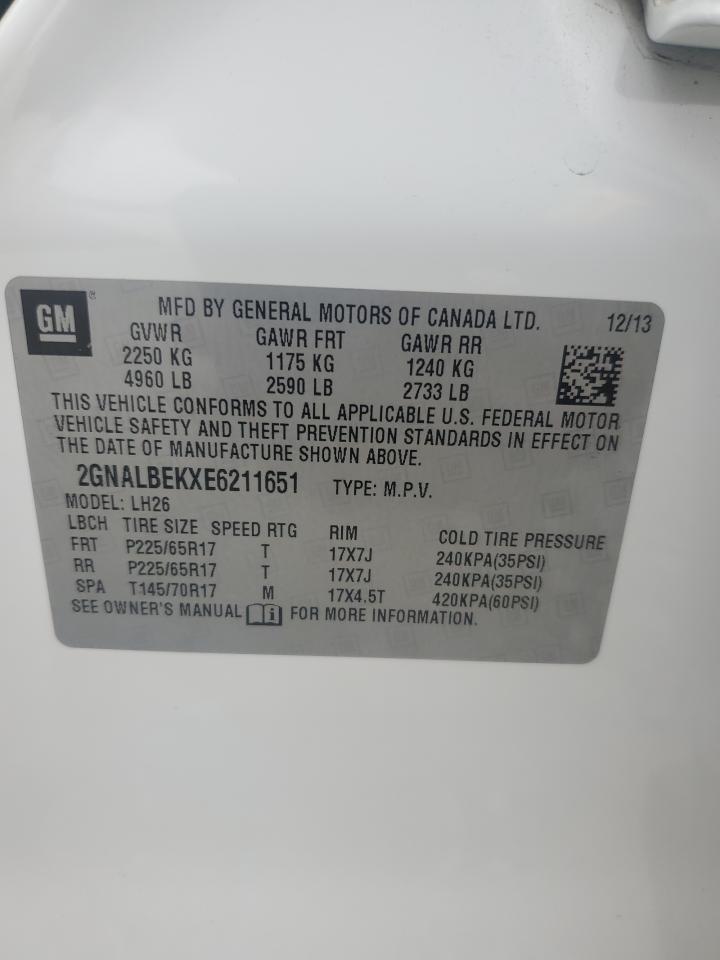 GM ® MFD BY GENERAL MOTORS OF CANADA LTD. 12/13
GVWR GAWR FRT GAWR RR
2250 KG 1175 KG 1240 KG
4960 LB 2590 LB 2733 LB
THIS VEHICLE CONFORMS TO ALL APPLICABLE U.S. FEDERAL MOTOR
VEHICLE SAFETY AND THEFT PREVENTION STANDARDS IN EFFECT ON
THE DATE OF MANUFACTURE SHOWN ABOVE.
2GNALBEKXE6211651 TYPE: M.P.V.
MODEL: LH26
LBCH TIRE SIZE SPEED RTG RIM COLD TIRE PRESSURE
FRT P225/65R17 T 17X7J 240KPA(35PSI)
RR P225/65R17 T 17X7J 240KPA(35PSI)
SPA T145/70R17 M 17X4.5T 420KPA(60PSI)
SEE OWNER'S MANUAL i FOR MORE INFORMATION.